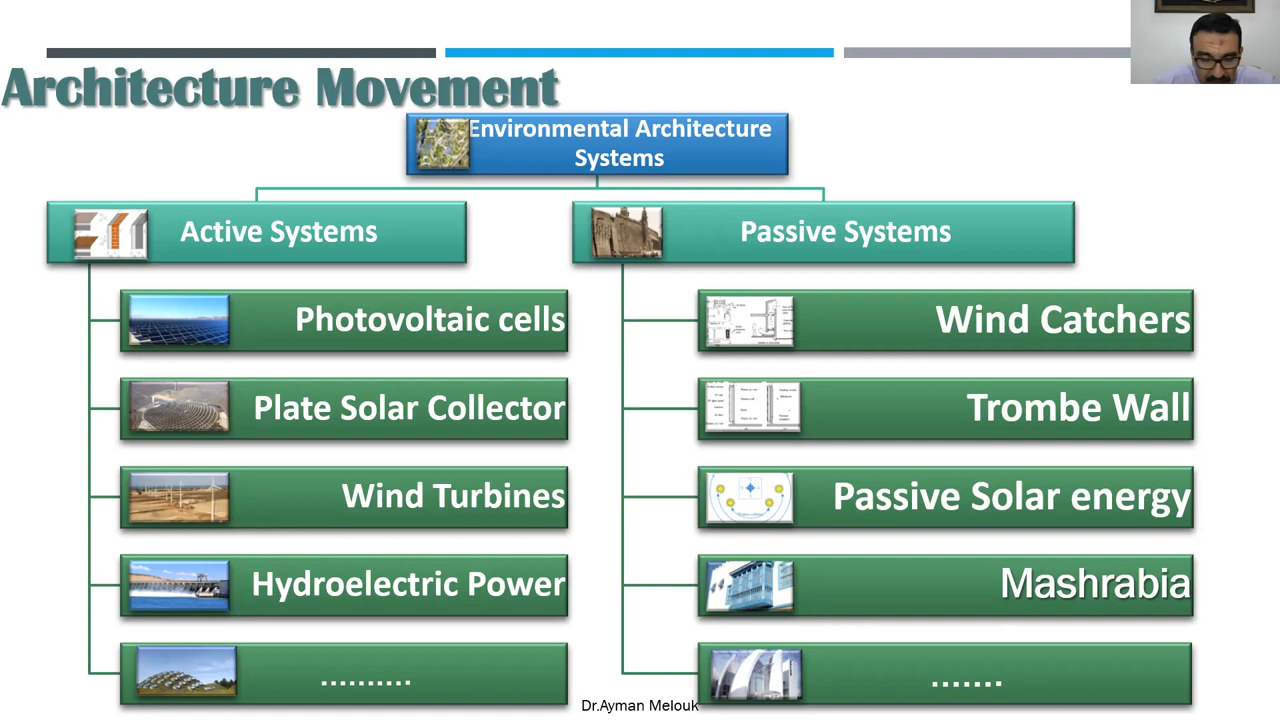 Architecture Movement
Environmental Architecture
Systems
Active Systems
Passive Systems
Photovoltaic cells
Plate Solar Collector
Wind Turbines
Hydroelectric Power
..........
Wind Catchers
Trombe Wall
Passive Solar energy
Mashrabia
.......
Dr.Ayman Melouk